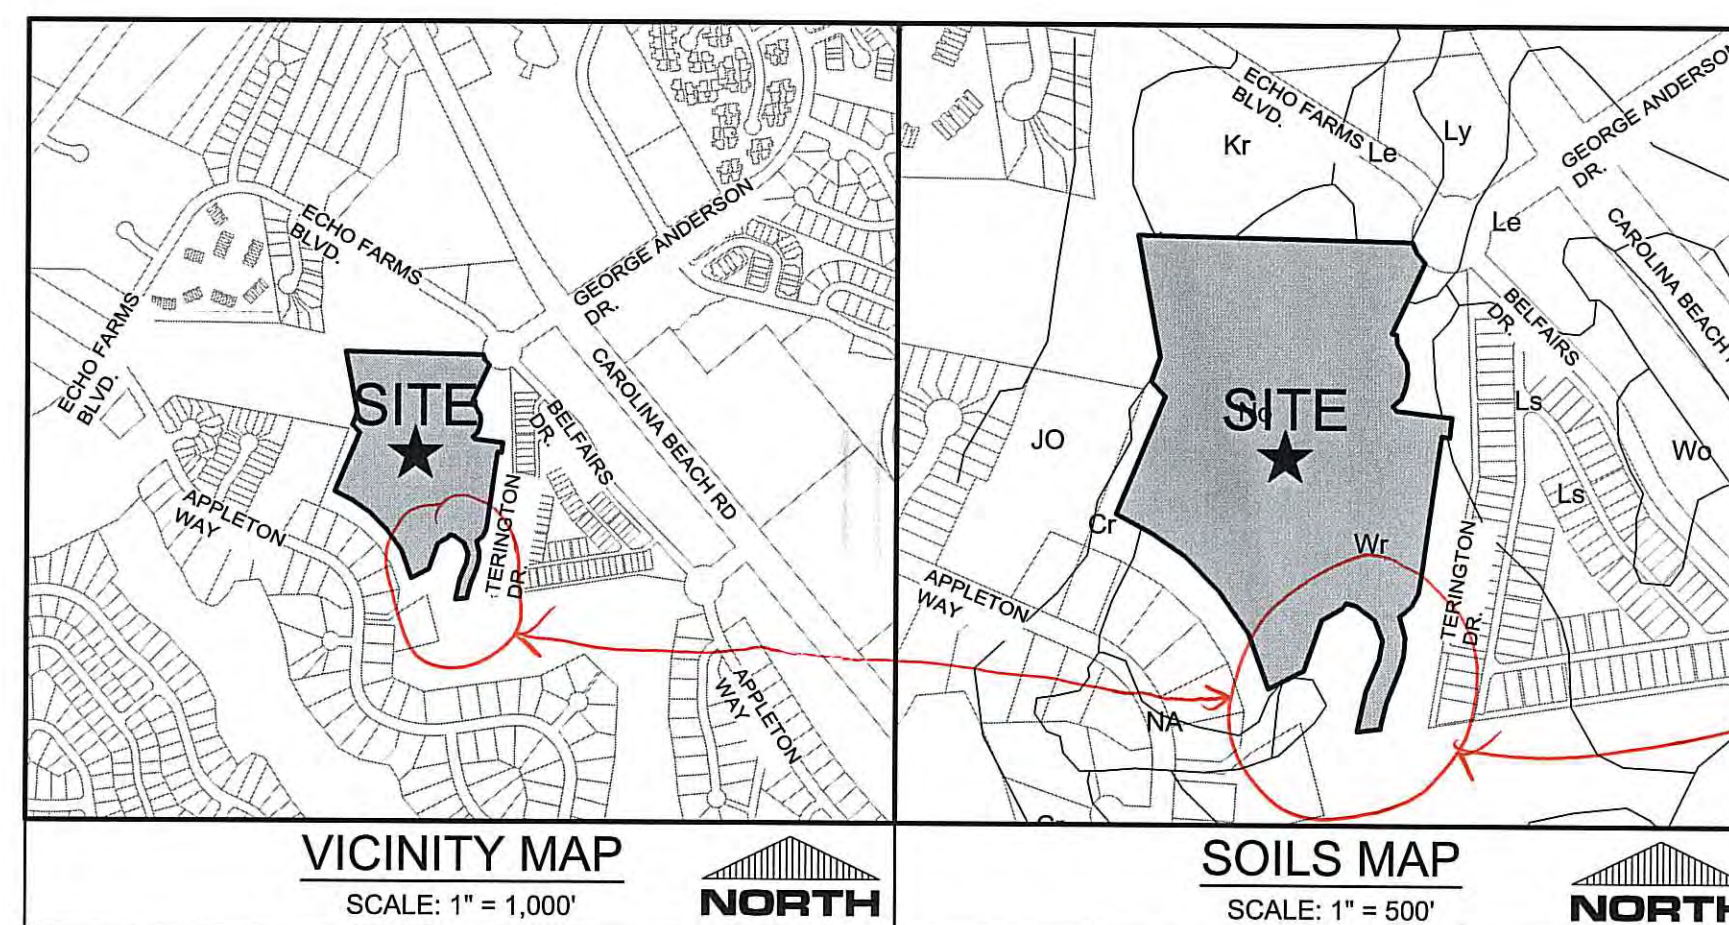 ECHO FARMS
BLVD.
GEORGE ANDERSON
DR.
ECHO FARMS
BLVD.
SITE
CAROLINA BEACH RD
BELFAIRS
DR.
APPLETON
WAY
TERINGTON
DR.
APPLETON
WAY
VICINITY MAP
SCALE: 1" = 1,000'
NORTH
ECHO FARMS
BLVD.
Kr
Le
Ly
GEORGE ANDERSON
DR.
Le
CAROLINA BEACH
BELFAIRS
DR.
SITE
No
Ls
JO
Wo
Ls
Cr
Wr
TERINGTON
DR.
APPLETON
WAY
NA
SOILS MAP
SCALE: 1" = 500'
NORTH